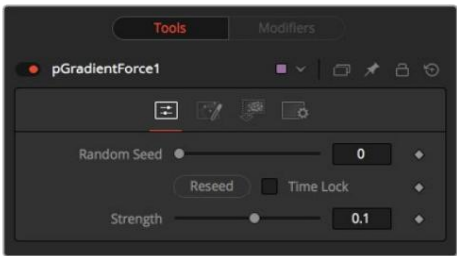 Tools Modifiers
pGradientForce1
Random Seed 0
Reseed Time Lock
Strength 0.1